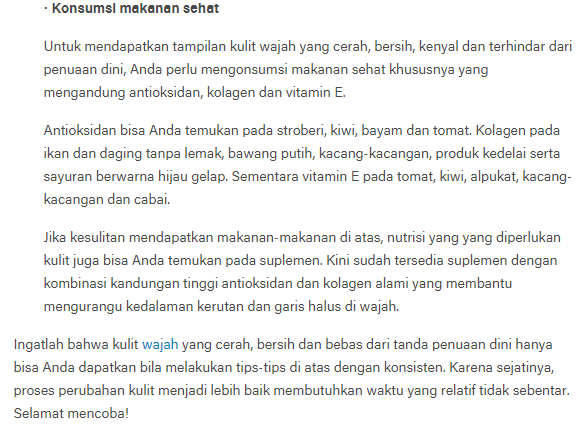 · Konsumsi makanan sehat
Untuk mendapatkan tampilan kulit wajah yang cerah, bersih, kenyal dan terhindar dari
penuaan dini, Anda perlu mengonsumsi makanan sehat khususnya yang
mengandung antioksidan, kolagen dan vitamin E.
Antioksidan bisa Anda temukan pada stroberi, kiwi, bayam dan tomat. Kolagen pada
ikan dan daging tanpa lemak, bawang putih, kacang-kacangan, produk kedelai serta
sayuran berwarna hijau gelap. Sementara vitamin E pada tomat, kiwi, alpukat, kacang-
kacangan dan cabai.
Jika kesulitan mendapatkan makanan-makanan di atas, nutrisi yang yang diperlukan
kulit juga bisa Anda temukan pada suplemen. Kini sudah tersedia suplemen dengan
kombinasi kandungan tinggi antioksidan dan kolagen alami yang membantu
mengurangu kedalaman kerutan dan garis halus di wajah.
Ingatlah bahwa kulit wajah yang cerah, bersih dan bebas dari tanda penuaan dini hanya
bisa Anda dapatkan bila melakukan tips-tips di atas dengan konsisten. Karena sejatinya,
proses perubahan kulit menjadi lebih baik membutuhkan waktu yang relatif tidak sebentar.
Selamat mencoba!